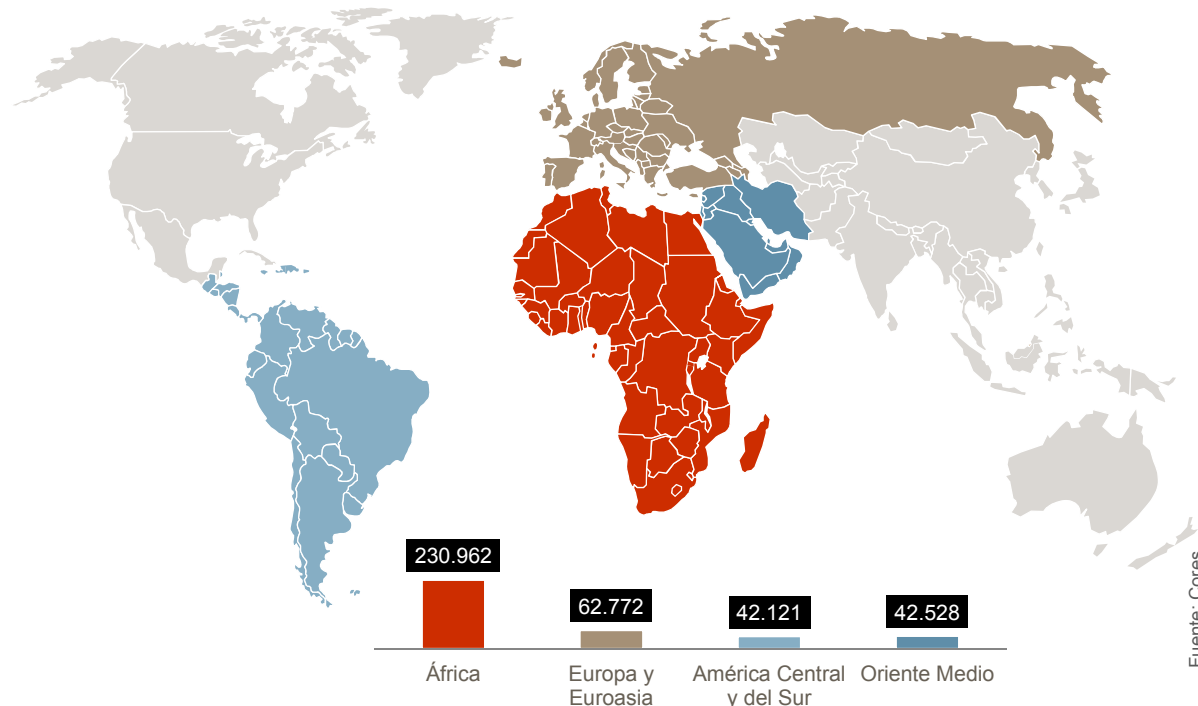 230.962
62.772
42.121
42.528
África
Europa y
Euroasia
América Central
y del Sur
Oriente Medio
Fuente: Cores